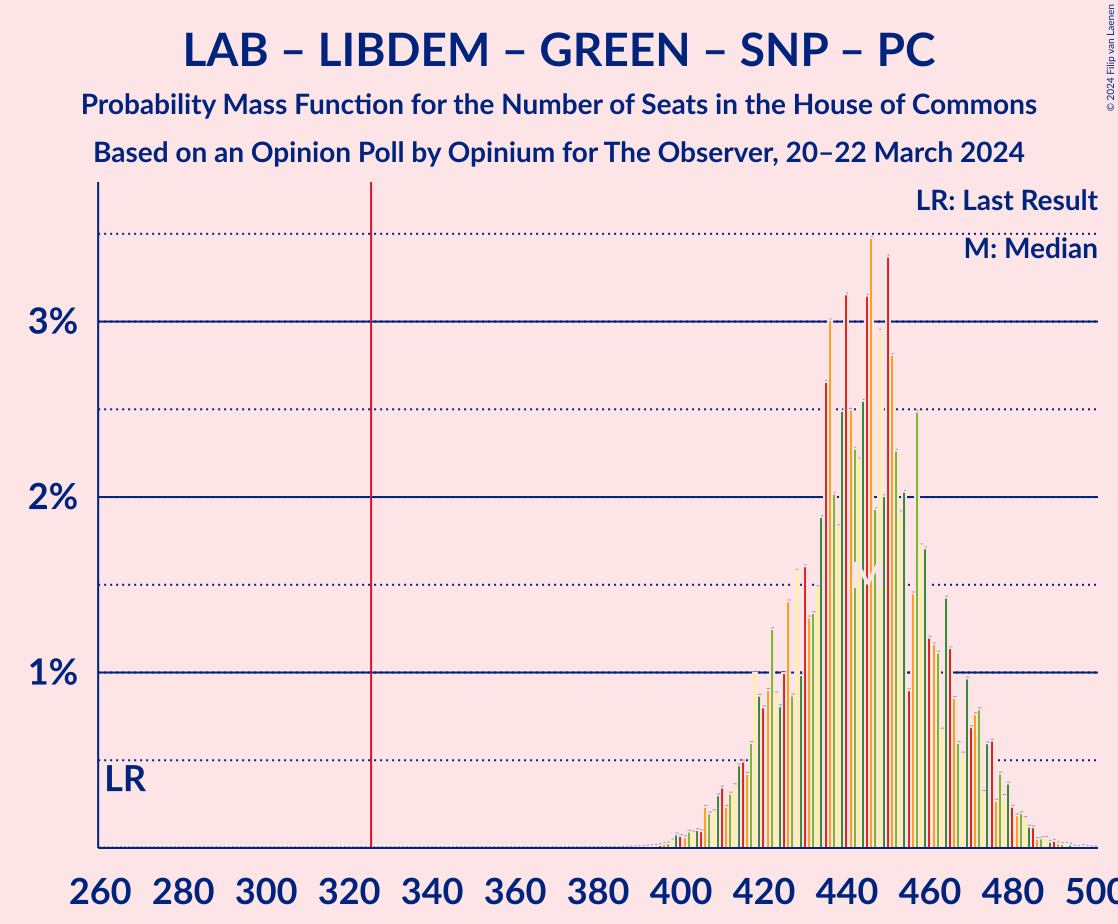 LAB – LIBDEM – GREEN – SNP – PC
Probability Mass Function for the Number of Seats in the House of Commons
Based on an Opinion Poll by Opinium for The Observer, 20–22 March 2024
© 2024 Filip van Laenen
LR: Last Result
M: Median
3%
2%
1%
M
LR
260 280 300 320 340 360 380 400 420 440 460 480 500